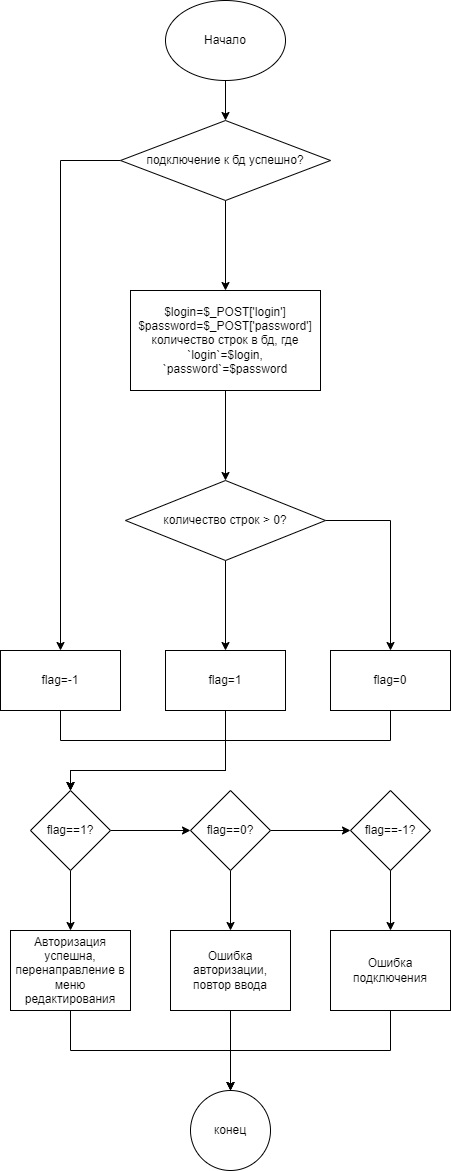 Начало
подключение к бд успешно?
$login=$_POST['login']
$password=$_POST['password']
количество строк в бд, где
`login`=$login,
`password`=$password
количество строк > 0?
flag=-1
flag=1
flag=0
flag==1?
flag==0?
flag==-1?
Авторизация
успешна,
перенаправление в
меню
редактирования
Ошибка
авторизации,
повтор ввода
Ошибка
подключения
конец